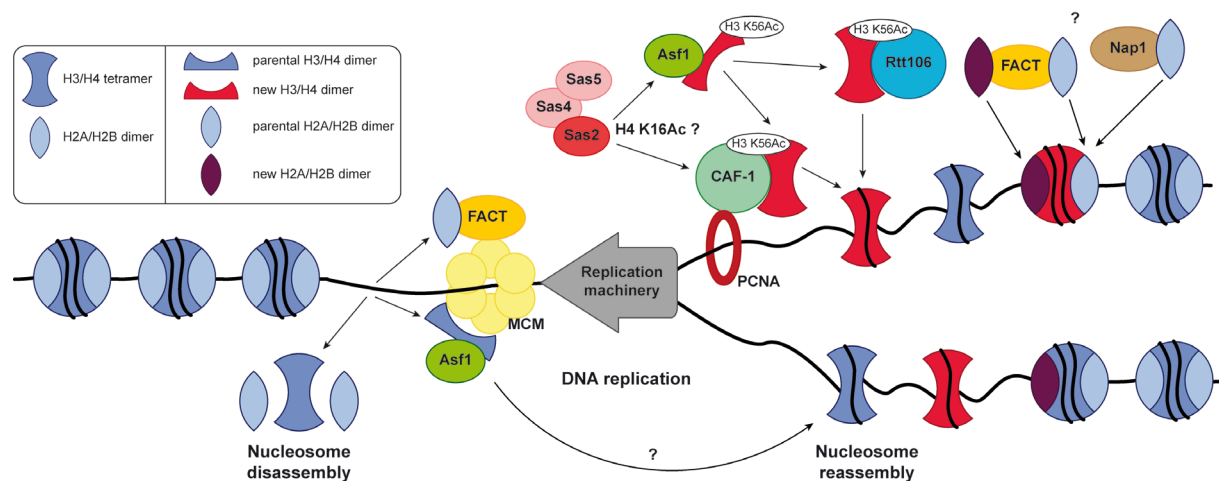 H3/H4 tetramer
H2A/H2B dimer
parental H3/H4 dimer
new H3/H4 dimer
parental H2A/H2B dimer
new H2A/H2B dimer
Sas5
Sas4
Sas2
H4 K16Ac ?
Asf1
H3 K56Ac
H3 K56Ac
Rtt106
H3 K56Ac
CAF-1
PCNA
?
FACT
Nap1
FACT
MCM
Asf1
Replication
machinery
DNA replication
Nucleosome
disassembly
?
Nucleosome
reassembly